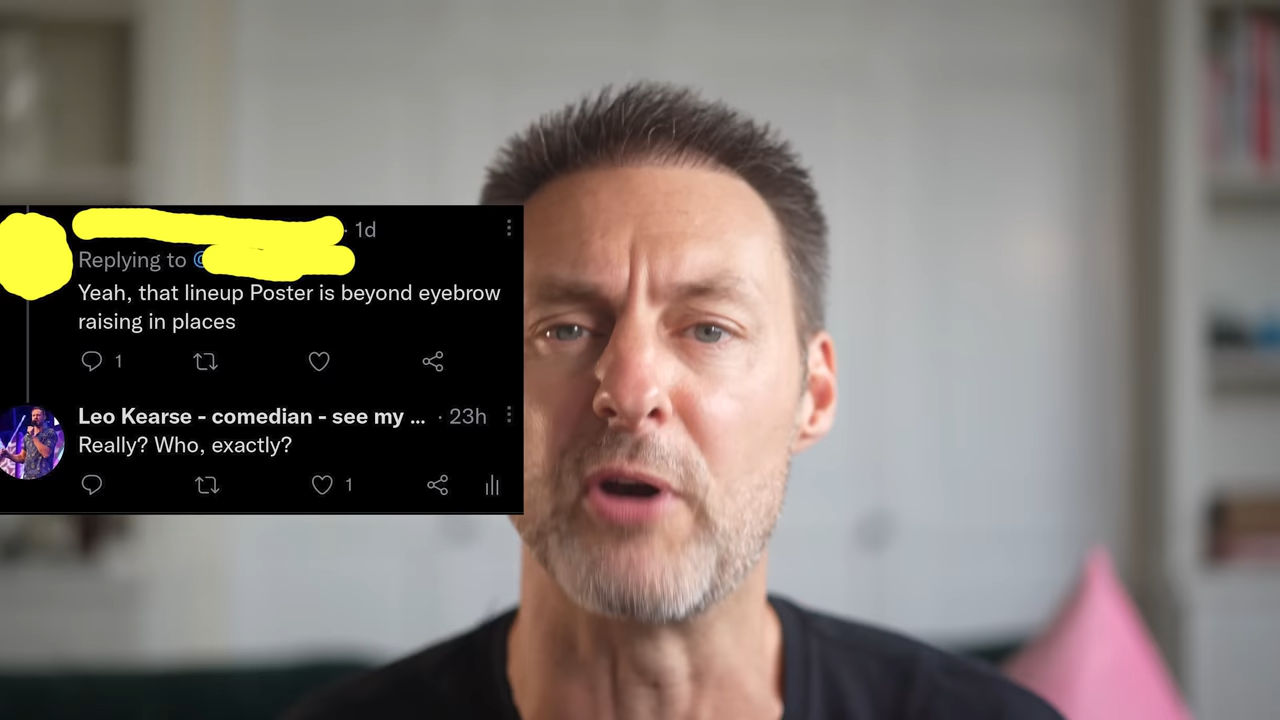 · 1d
Replying to @
Yeah, that lineup Poster is beyond eyebrow
raising in places
1
Leo Kearse - comedian - see my ... · 23h
Really? Who, exactly?
1